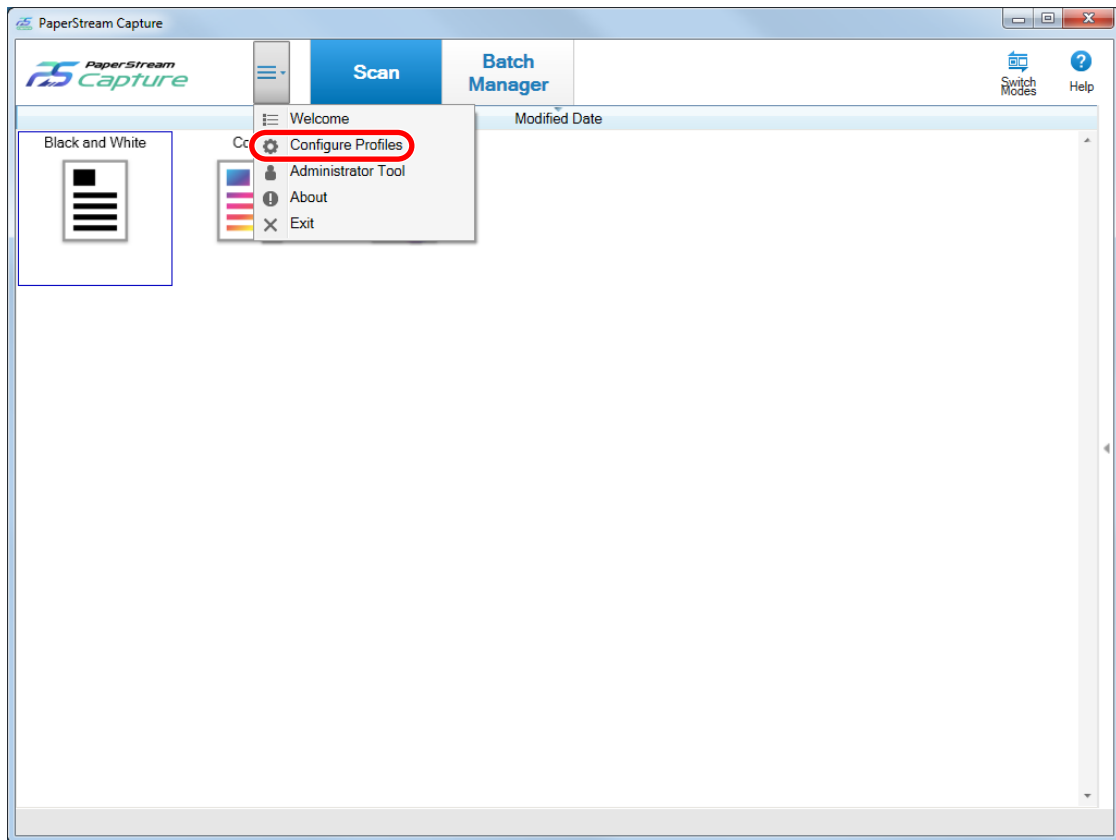 PaperStream Capture
PaperStream
Capture
Scan
Batch
Manager
Switch
Modes
Help
Modified Date
Welcome
Configure Profiles
Administrator Tool
About
Exit
Black and White
Co